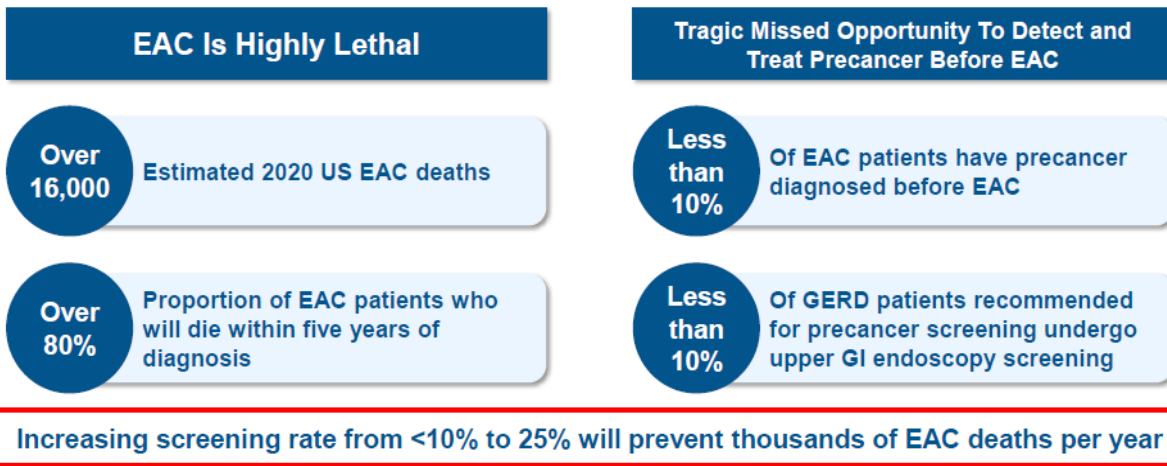 EAC Is Highly Lethal
Over
16,000
Estimated 2020 US EAC deaths
Over
80%
Proportion of EAC patients who
will die within five years of
diagnosis
Tragic Missed Opportunity To Detect and
Treat Precancer Before EAC
Less
than
10%
Of EAC patients have precancer
diagnosed before EAC
Less
than
10%
Of GERD patients recommended
for precancer screening undergo
upper GI endoscopy screening
Increasing screening rate from <10% to 25% will prevent thousands of EAC deaths per year